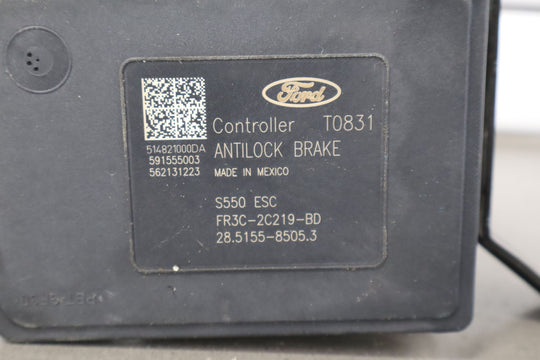 Ford
Controller T0831
514821000DA ANTILOCK BRAKE
591555003
562131223 MADE IN MEXICO
S550 ESC
FR3C-2C219-BD
28.5155-8505.3